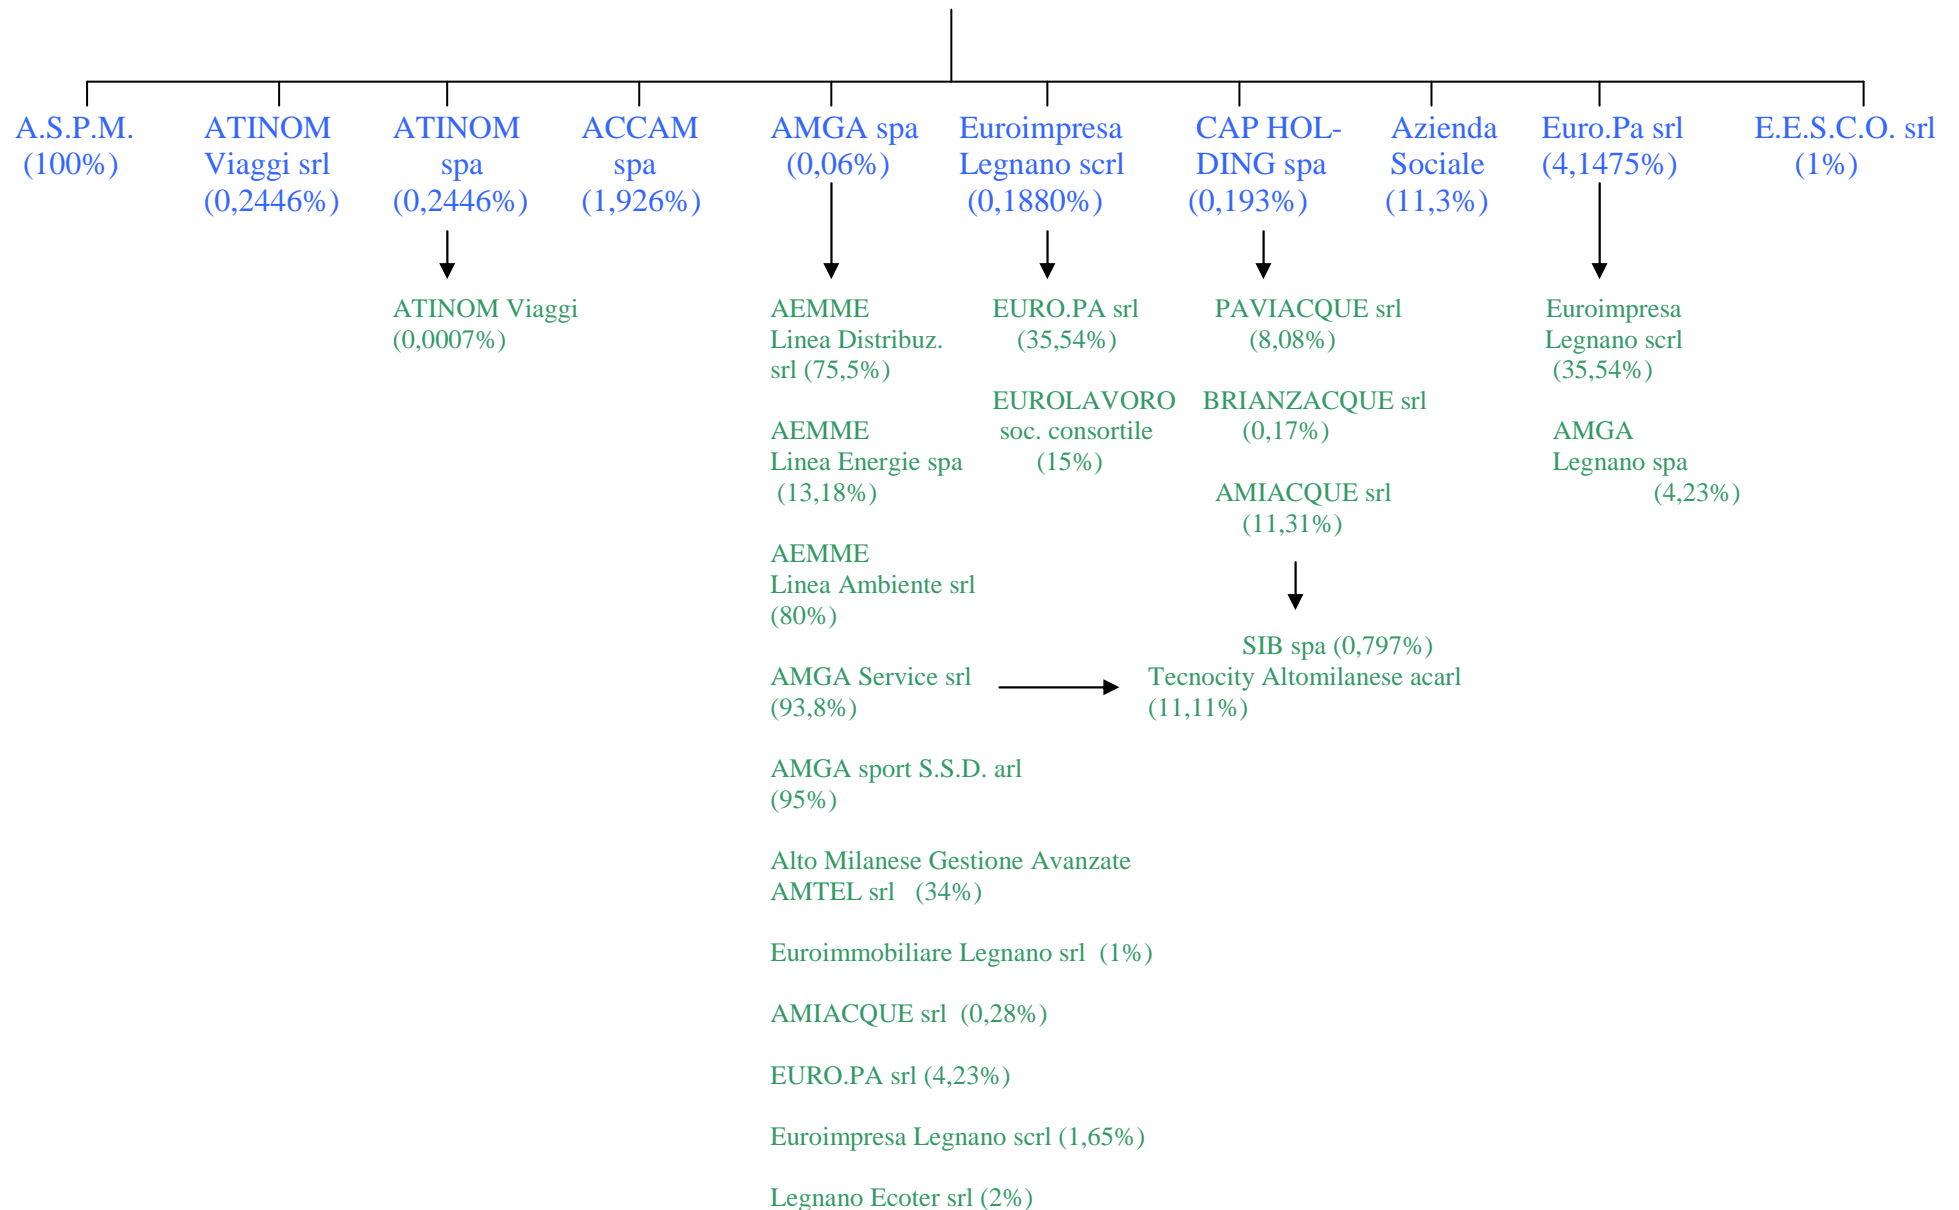 A.S.P.M.
(100%)
ATINOM
Viaggi srl
(0,2446%)
ATINOM
spa
(0,2446%)
ACCAM
spa
(1,926%)
AMGA spa
(0,06%)
Euroimpresa
Legnano scrl
(0,1880%)
CAP HOL-
DING spa
(0,193%)
Azienda
Sociale
(11,3%)
Euro.Pa srl
(4,1475%)
E.E.S.C.O. srl
(1%)
ATINOM Viaggi
(0,0007%)
AEMME
Linea Distribuz.
srl (75,5%)
AEMME
Linea Energie spa
(13,18%)
AEMME
Linea Ambiente srl
(80%)
AMGA Service srl
(93,8%)
AMGA sport S.S.D. arl
(95%)
Alto Milanese Gestione Avanzate
AMTEL srl (34%)
Euroimmobiliare Legnano srl (1%)
AMIACQUE srl (0,28%)
EURO.PA srl (4,23%)
Euroimpresa Legnano scrl (1,65%)
Legnano Ecoter srl (2%)
EURO.PA srl
(35,54%)
EUROLAVORO
soc. consortile
(15%)
PAVIACQUE srl
(8,08%)
BRIANZACQUE srl
(0,17%)
AMIACQUE srl
(11,31%)
SIB spa (0,797%)
Tecnocity Altomilanese acarl
(11,11%)
Euroimpresa
Legnano scrl
(35,54%)
AMGA
Legnano spa
(4,23%)